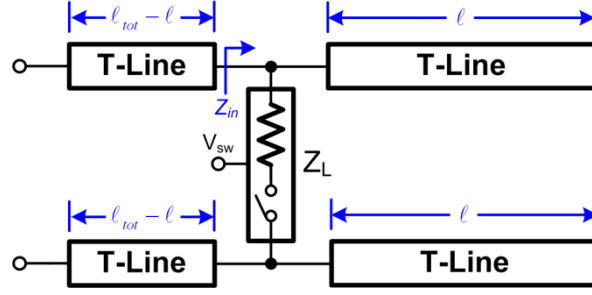 ℓtot − ℓ
ℓ
T-Line
T-Line
Zin
Vsw
ZL
ℓtot − ℓ
ℓ
T-Line
T-Line